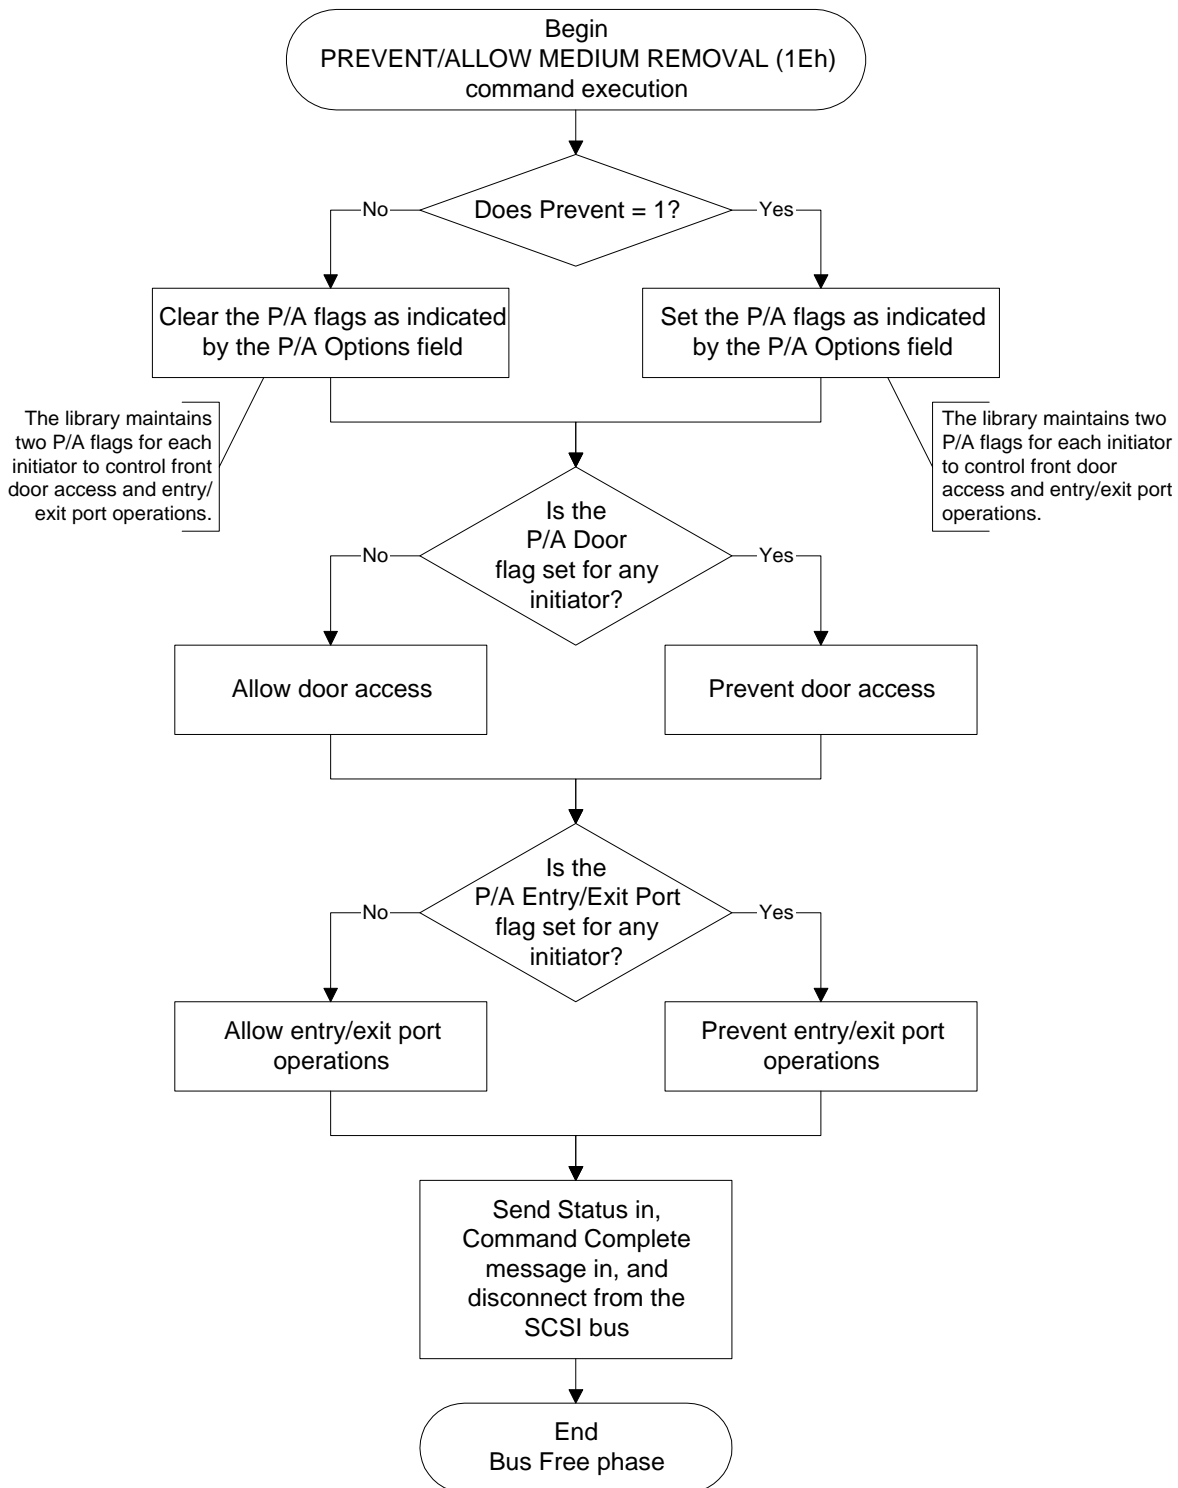 Begin
PREVENT/ALLOW MEDIUM REMOVAL (1Eh)
command execution
Does Prevent = 1?
No
Yes
Clear the P/A flags as indicated
by the P/A Options field
Set the P/A flags as indicated
by the P/A Options field
The library maintains
two P/A flags for each
initiator to control front
door access and entry/
exit port operations.
The library maintains two
P/A flags for each initiator
to control front door
access and entry/exit port
operations.
Is the
P/A Door
flag set for any
initiator?
No
Yes
Allow door access
Prevent door access
Is the
P/A Entry/Exit Port
flag set for any
initiator?
No
Yes
Allow entry/exit port
operations
Prevent entry/exit port
operations
Send Status in,
Command Complete
message in, and
disconnect from the
SCSI bus
End
Bus Free phase